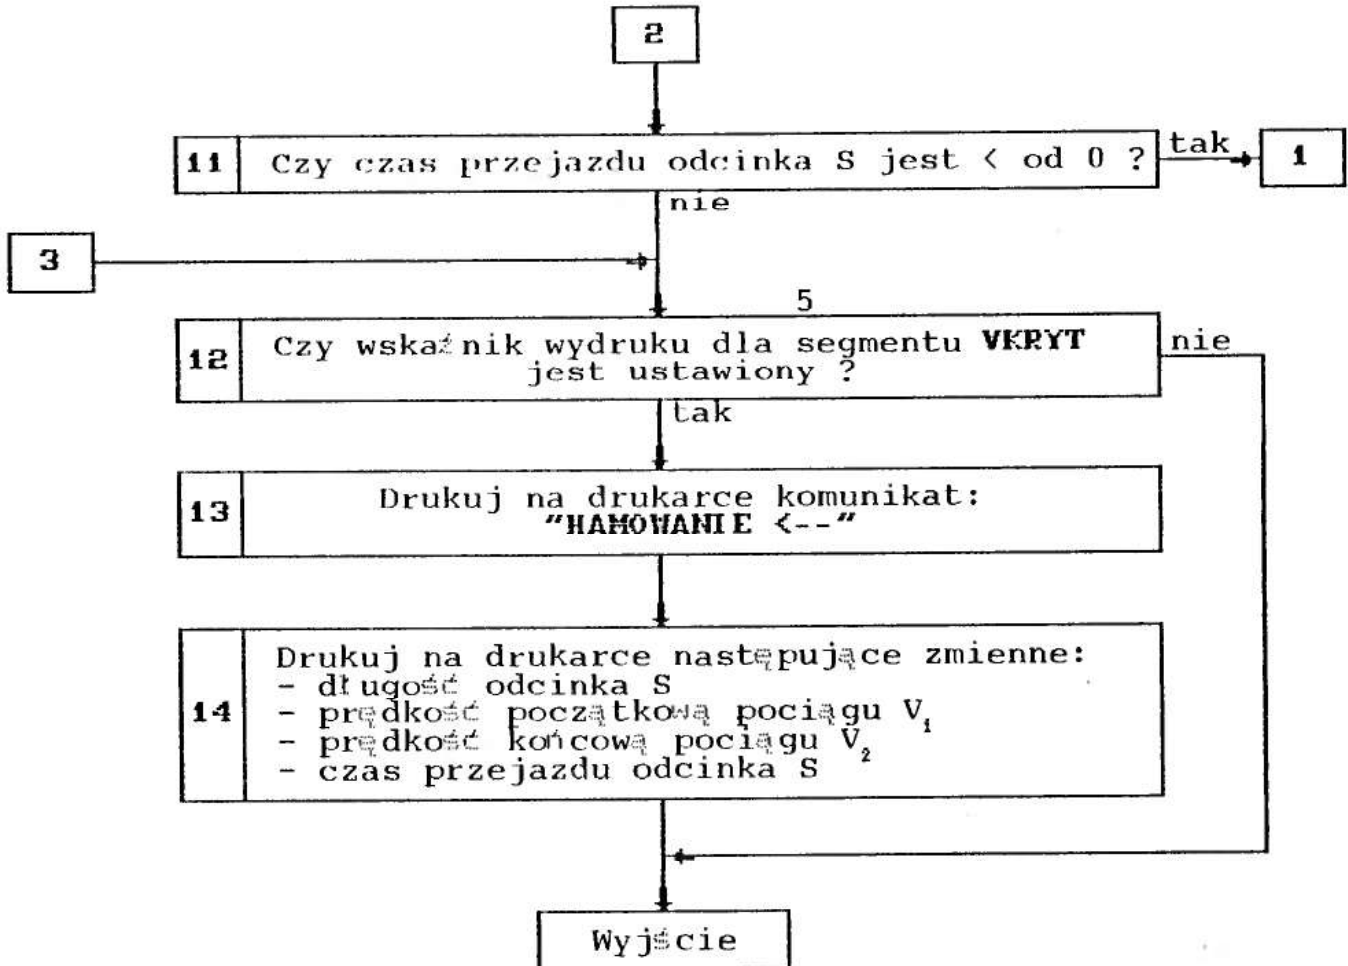 2
11 Czy czas przejazdu odcinka S jest < od 0 ? tak 1
nie
3
5
12 Czy wskaźnik wydruku dla segmentu VKRYT nie
jest ustawiony ?
tak
13 Drukuj na drukarce komunikat:
"HAMOWANIE <--"
Drukuj na drukarce następujące zmienne:
- długość odcinka S
14 - prędkość początkową pociągu V₁
- prędkość końcową pociągu V₂
- czas przejazdu odcinka S
Wyjście